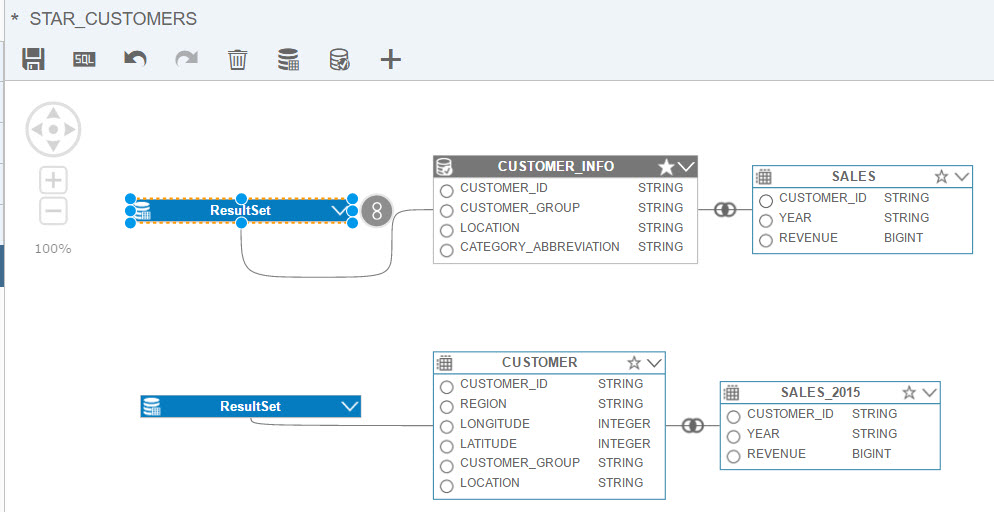 * STAR_CUSTOMERS
SQL
100%
ResultSet
8
CUSTOMER_INFO
CUSTOMER_ID STRING
CUSTOMER_GROUP STRING
LOCATION STRING
CATEGORY_ABBREVIATION STRING
SALES
CUSTOMER_ID STRING
YEAR STRING
REVENUE BIGINT
ResultSet
CUSTOMER
CUSTOMER_ID STRING
REGION STRING
LONGITUDE INTEGER
LATITUDE INTEGER
CUSTOMER_GROUP STRING
LOCATION STRING
SALES_2015
CUSTOMER_ID STRING
YEAR STRING
REVENUE BIGINT